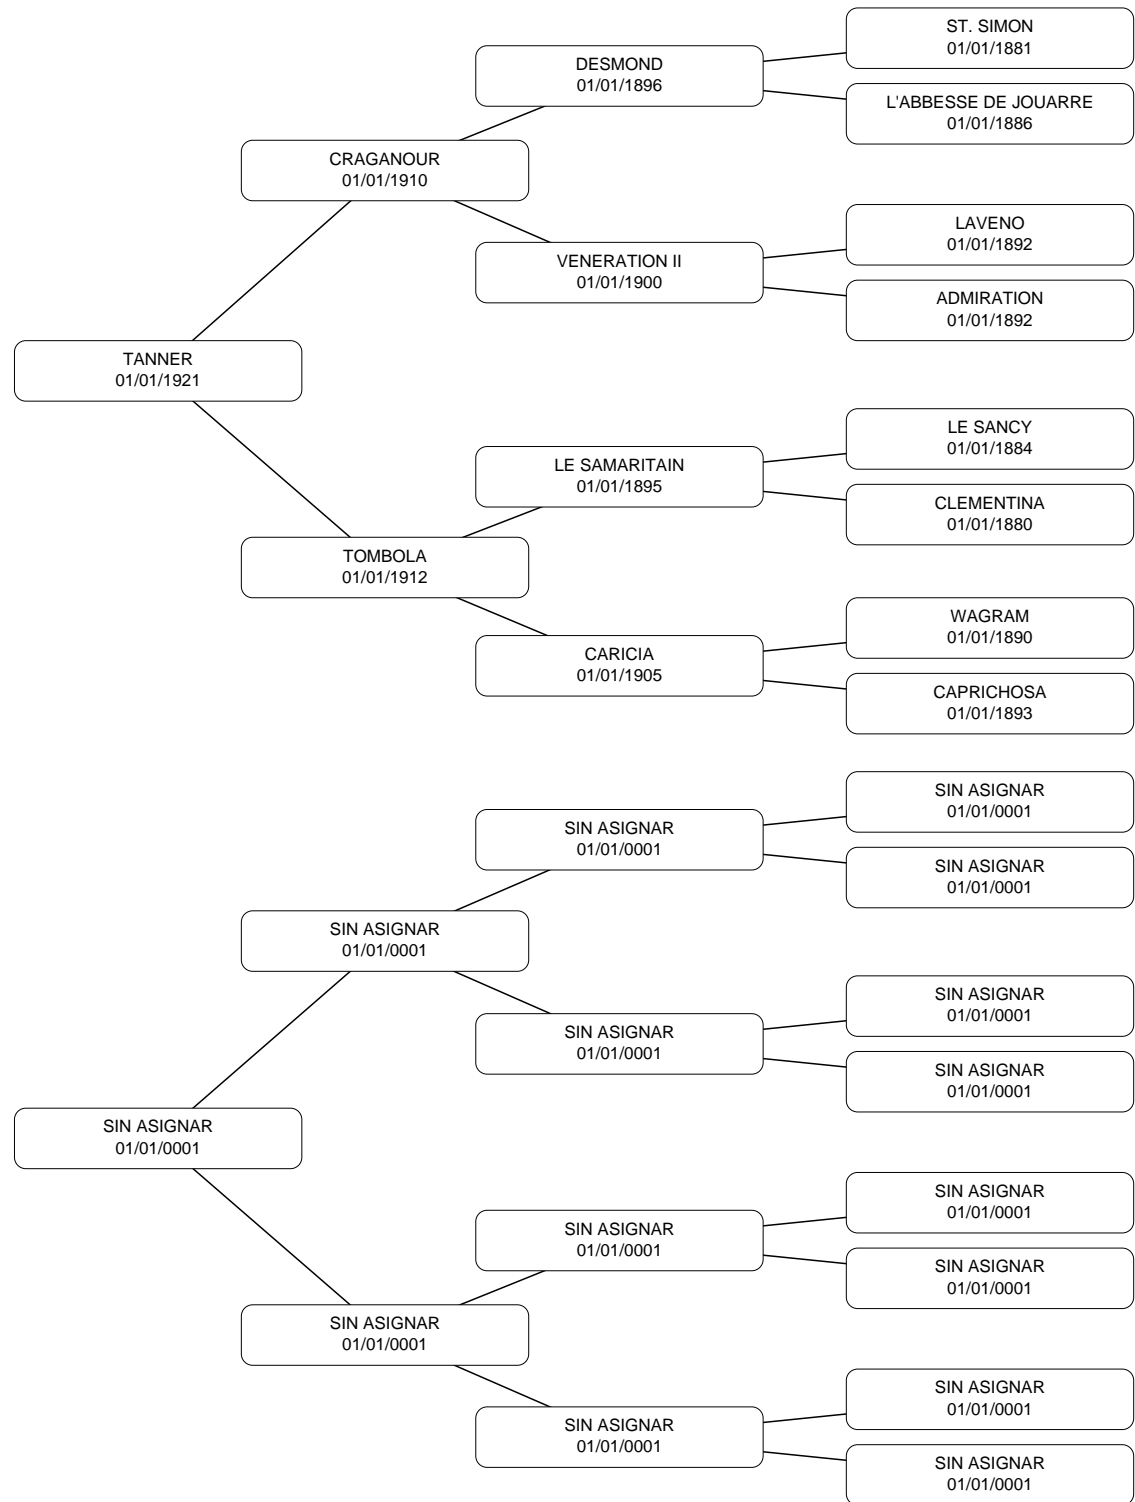 ST. SIMON
01/01/1881
DESMOND
01/01/1896
L'ABBESSE DE JOUARRE
01/01/1886
CRAGANOUR
01/01/1910
LAVENO
01/01/1892
VENERATION II
01/01/1900
ADMIRATION
01/01/1892
TANNER
01/01/1921
LE SANCY
01/01/1884
LE SAMARITAIN
01/01/1895
CLEMENTINA
01/01/1880
TOMBOLA
01/01/1912
WAGRAM
01/01/1890
CARICIA
01/01/1905
CAPRICHOSA
01/01/1893
SIN ASIGNAR
01/01/0001
SIN ASIGNAR
01/01/0001
SIN ASIGNAR
01/01/0001
SIN ASIGNAR
01/01/0001
SIN ASIGNAR
01/01/0001
SIN ASIGNAR
01/01/0001
SIN ASIGNAR
01/01/0001
SIN ASIGNAR
01/01/0001
SIN ASIGNAR
01/01/0001
SIN ASIGNAR
01/01/0001
SIN ASIGNAR
01/01/0001
SIN ASIGNAR
01/01/0001
SIN ASIGNAR
01/01/0001
SIN ASIGNAR
01/01/0001
SIN ASIGNAR
01/01/0001